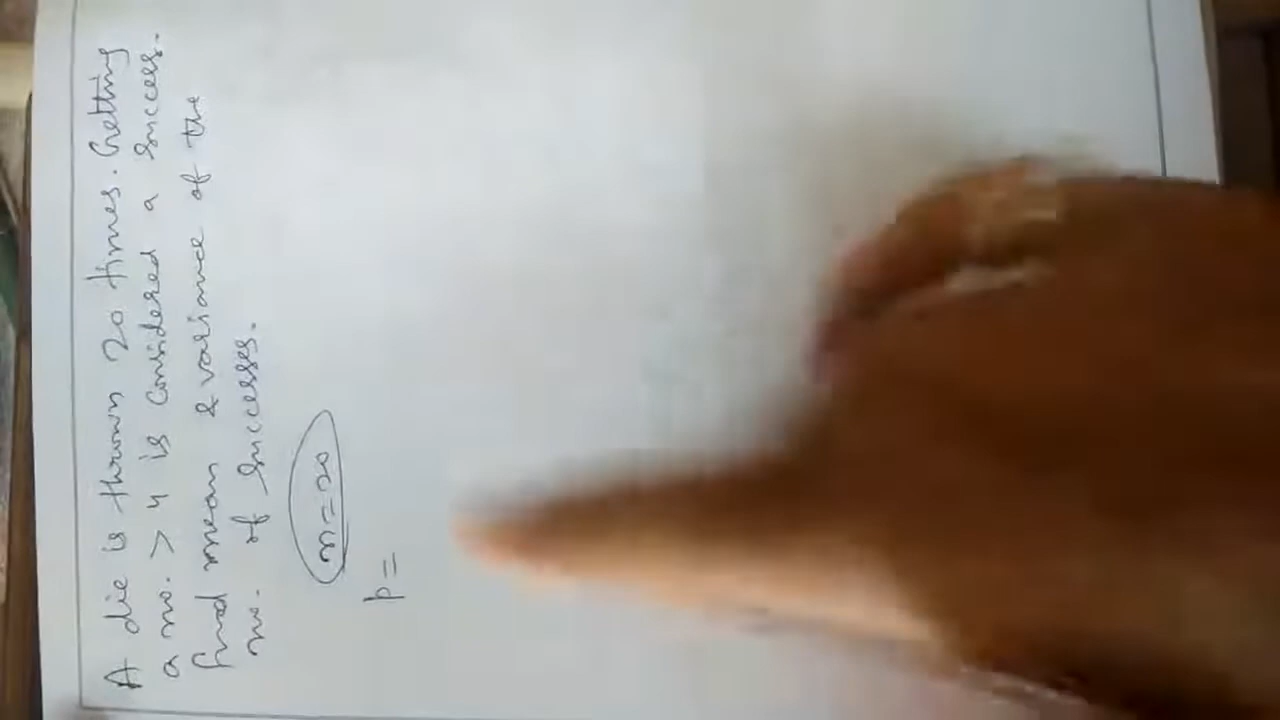 A die is thrown 20 times. Getting
a no. > 4 is considered a success.
find mean & variance of the
no. of successes.
n = 20
p =